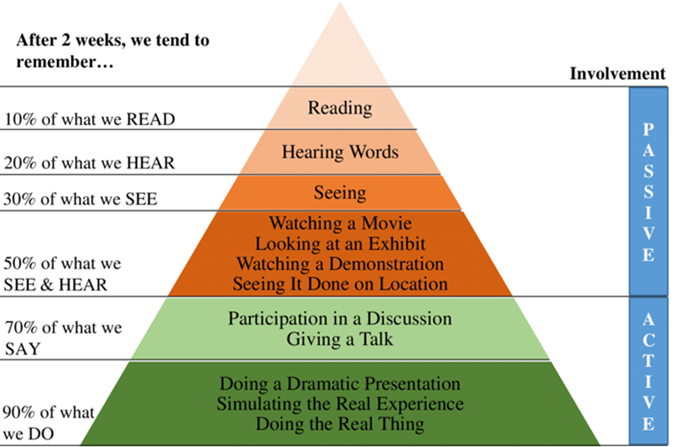 After 2 weeks, we tend to
remember…
Involvement
10% of what we READ
Reading
20% of what we HEAR
Hearing Words
30% of what we SEE
Seeing
50% of what we
SEE & HEAR
Watching a Movie
Looking at an Exhibit
Watching a Demonstration
Seeing It Done on Location
PASSIVE
70% of what we
SAY
Participation in a Discussion
Giving a Talk
90% of what
we DO
Doing a Dramatic Presentation
Simulating the Real Experience
Doing the Real Thing
ACTIVE